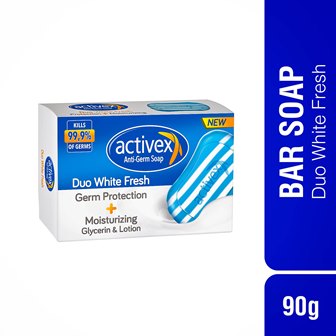 KILLS
99,9%
OF GERMS
activex
Anti-Germ Soap
NEW
Duo White Fresh
Germ Protection
+
Moisturizing
Glycerin & Lotion
BAR SOAP
Duo White Fresh
90g